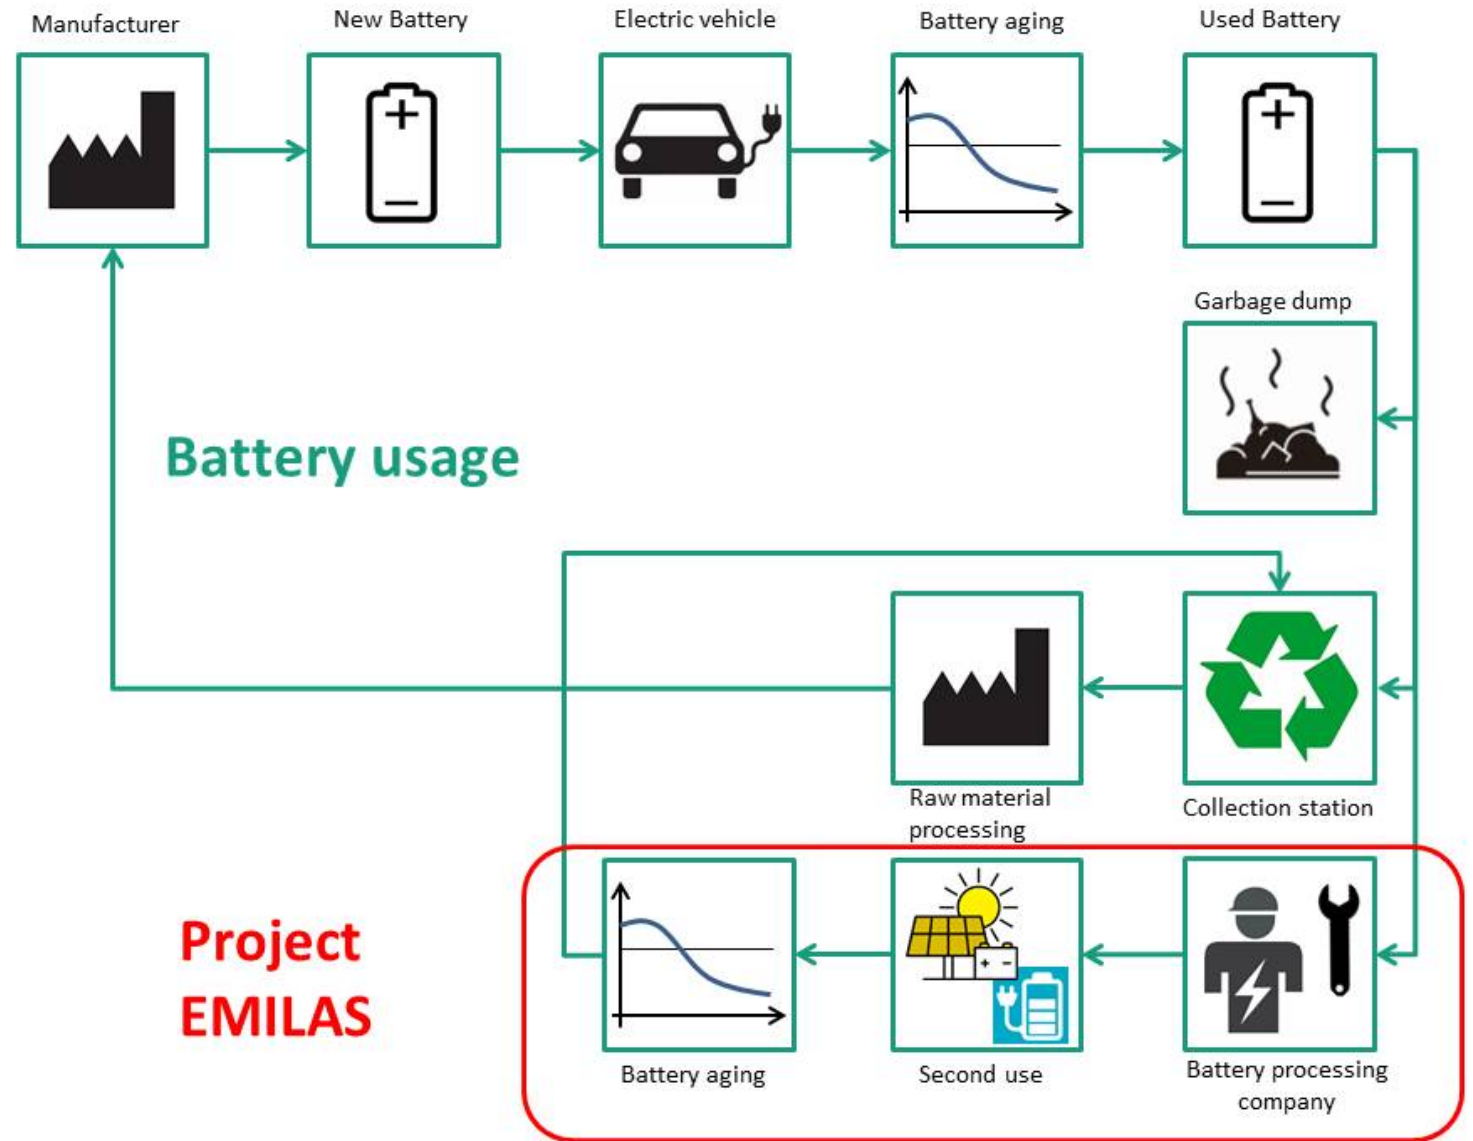 Manufacturer
New Battery
Electric vehicle
Battery aging
Used Battery
Garbage dump
Battery usage
Raw material
processing
Collection station
Project
EMILAS
Battery aging
Second use
Battery processing
company